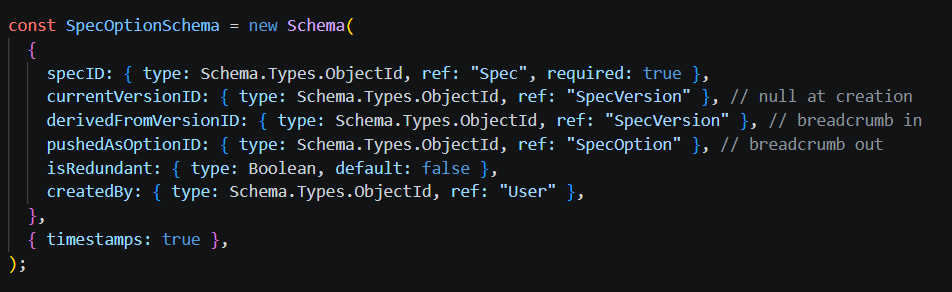 const SpecOptionSchema = new Schema(
  {
    specID: { type: Schema.Types.ObjectId, ref: "Spec", required: true },
    currentVersionID: { type: Schema.Types.ObjectId, ref: "SpecVersion" }, // null at creation
    derivedFromVersionID: { type: Schema.Types.ObjectId, ref: "SpecVersion" }, // breadcrumb in
    pushedAsOptionID: { type: Schema.Types.ObjectId, ref: "SpecOption" }, // breadcrumb out
    isRedundant: { type: Boolean, default: false },
    createdBy: { type: Schema.Types.ObjectId, ref: "User" },
  },
  { timestamps: true },
);